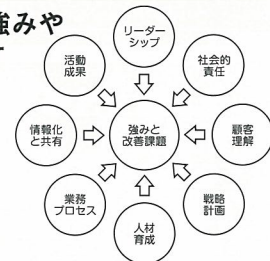 強みや
リーダー
シップ
社会的
責任
顧客
理解
戦略
計画
人材
育成
業務
プロセス
情報化
と共有
活動
成果
強みと
改善課題